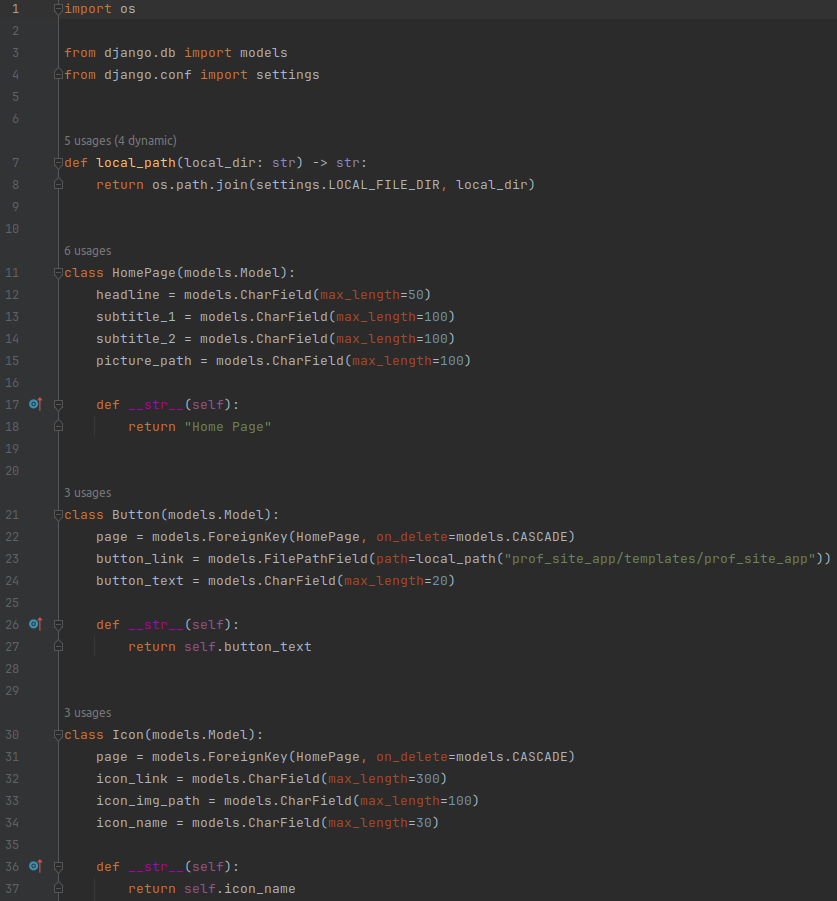 1 import os
2
3 from django.db import models
4 from django.conf import settings
5
6
5 usages (4 dynamic)
7 def local_path(local_dir: str) -> str:
8     return os.path.join(settings.LOCAL_FILE_DIR, local_dir)
9
10
6 usages
11 class HomePage(models.Model):
12     headline = models.CharField(max_length=50)
13     subtitle_1 = models.CharField(max_length=100)
14     subtitle_2 = models.CharField(max_length=100)
15     picture_path = models.CharField(max_length=100)
16
17     def __str__(self):
18         return "Home Page"
19
20
3 usages
21 class Button(models.Model):
22     page = models.ForeignKey(HomePage, on_delete=models.CASCADE)
23     button_link = models.FilePathField(path=local_path("prof_site_app/templates/prof_site_app"))
24     button_text = models.CharField(max_length=20)
25
26     def __str__(self):
27         return self.button_text
28
29
3 usages
30 class Icon(models.Model):
31     page = models.ForeignKey(HomePage, on_delete=models.CASCADE)
32     icon_link = models.CharField(max_length=300)
33     icon_img_path = models.CharField(max_length=100)
34     icon_name = models.CharField(max_length=30)
35
36     def __str__(self):
37         return self.icon_name